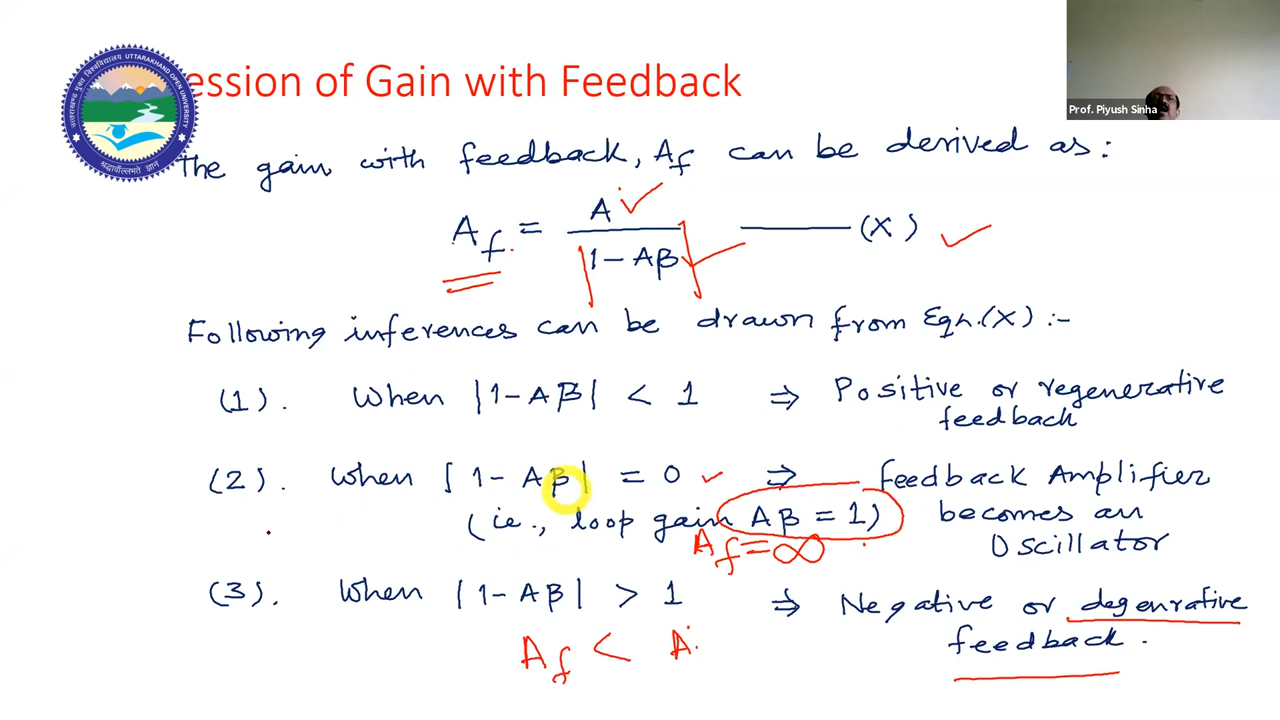 ession of Gain with Feedback
Prof. Piyush Sinha
UTTARAKHAND OPEN UNIVERSITY
The gain with feedback, Af can be derived as:
Af = A / |1 - Aβ| ——— (X)
Following inferences can be drawn from Eqn.(X) :-
(1). When |1 - Aβ| < 1 ⇒ Positive or regenerative
feedback
(2). When |1 - Aβ| = 0 ⇒ feedback Amplifier
(ie., loop gain Aβ = 1) becomes an
Af = ∞ Oscillator
(3). When |1 - Aβ| > 1 ⇒ Negative or degenrative
Af < A feedback.